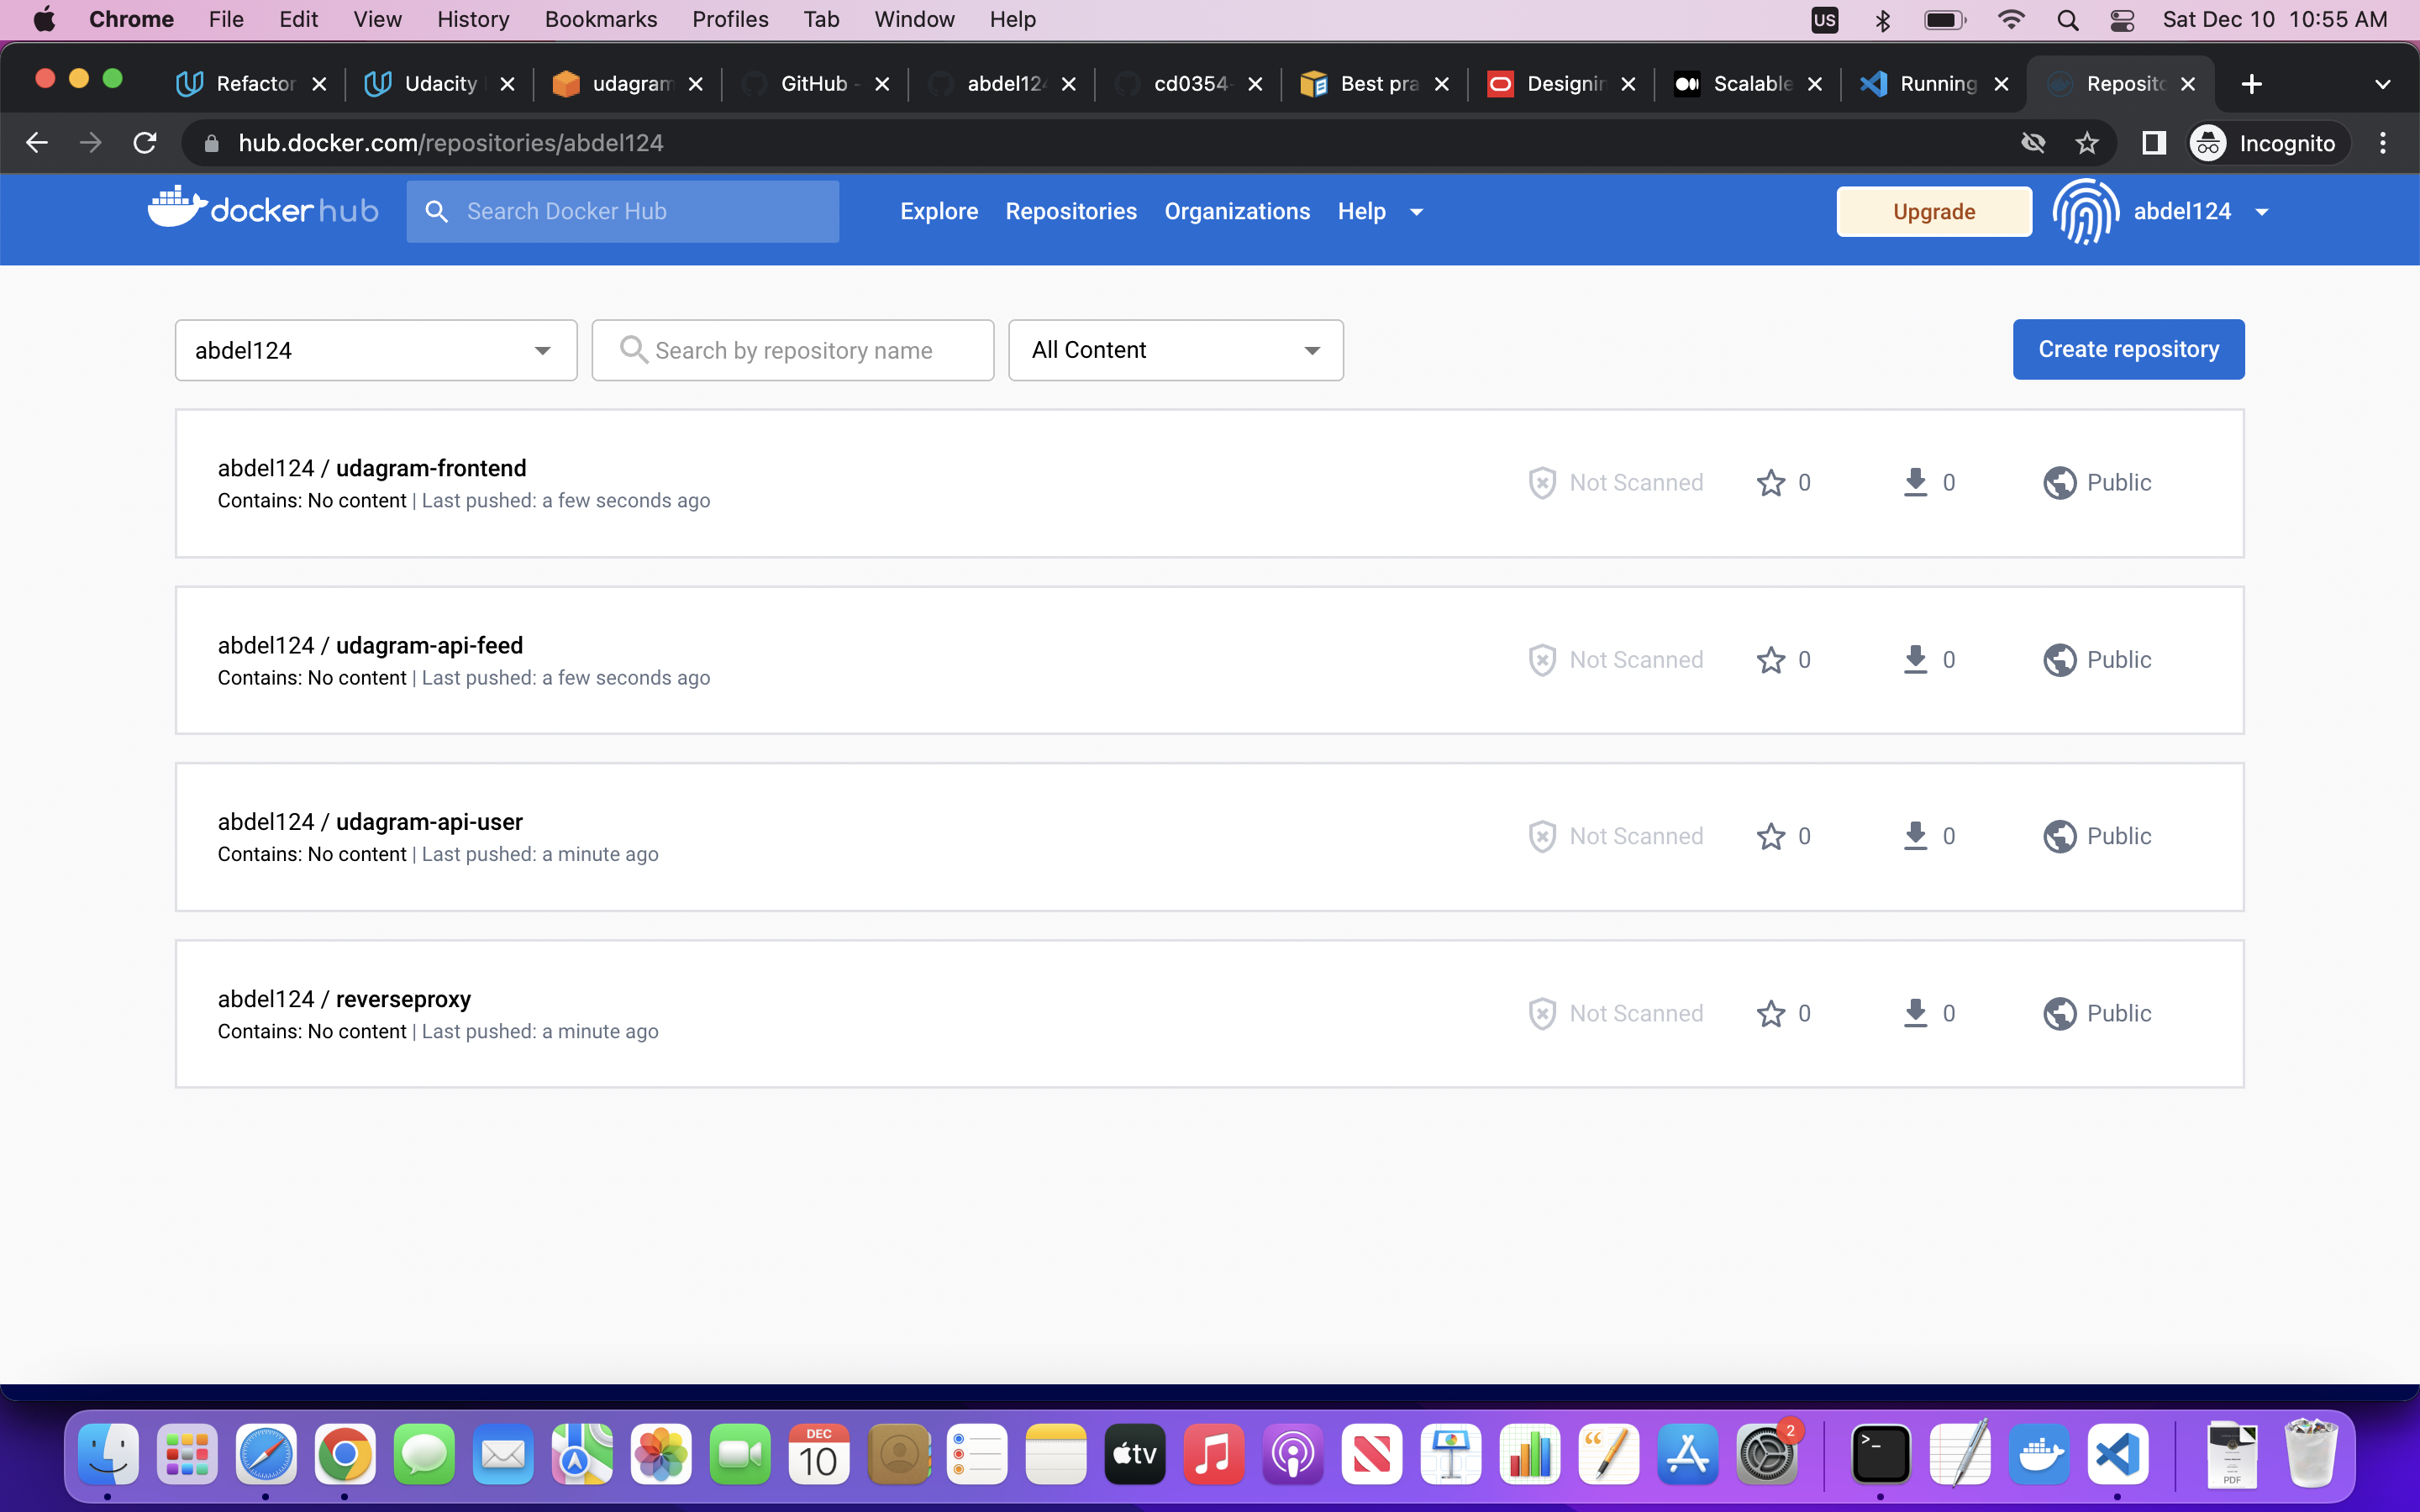 Chrome File Edit View History Bookmarks Profiles Tab Window Help US Sat Dec 10 10:55 AM
Refactor Udacity udagram GitHub - abdel124 cd0354- Best pra Designin Scalable Running Reposito
hub.docker.com/repositories/abdel124 Incognito
docker hub Search Docker Hub Explore Repositories Organizations Help Upgrade abdel124
abdel124 Search by repository name All Content Create repository
abdel124 / udagram-frontend
Contains: No content | Last pushed: a few seconds ago
Not Scanned 0 0 Public
abdel124 / udagram-api-feed
Contains: No content | Last pushed: a few seconds ago
Not Scanned 0 0 Public
abdel124 / udagram-api-user
Contains: No content | Last pushed: a minute ago
Not Scanned 0 0 Public
abdel124 / reverseproxy
Contains: No content | Last pushed: a minute ago
Not Scanned 0 0 Public
DEC
10
tv
2
>_
PDF